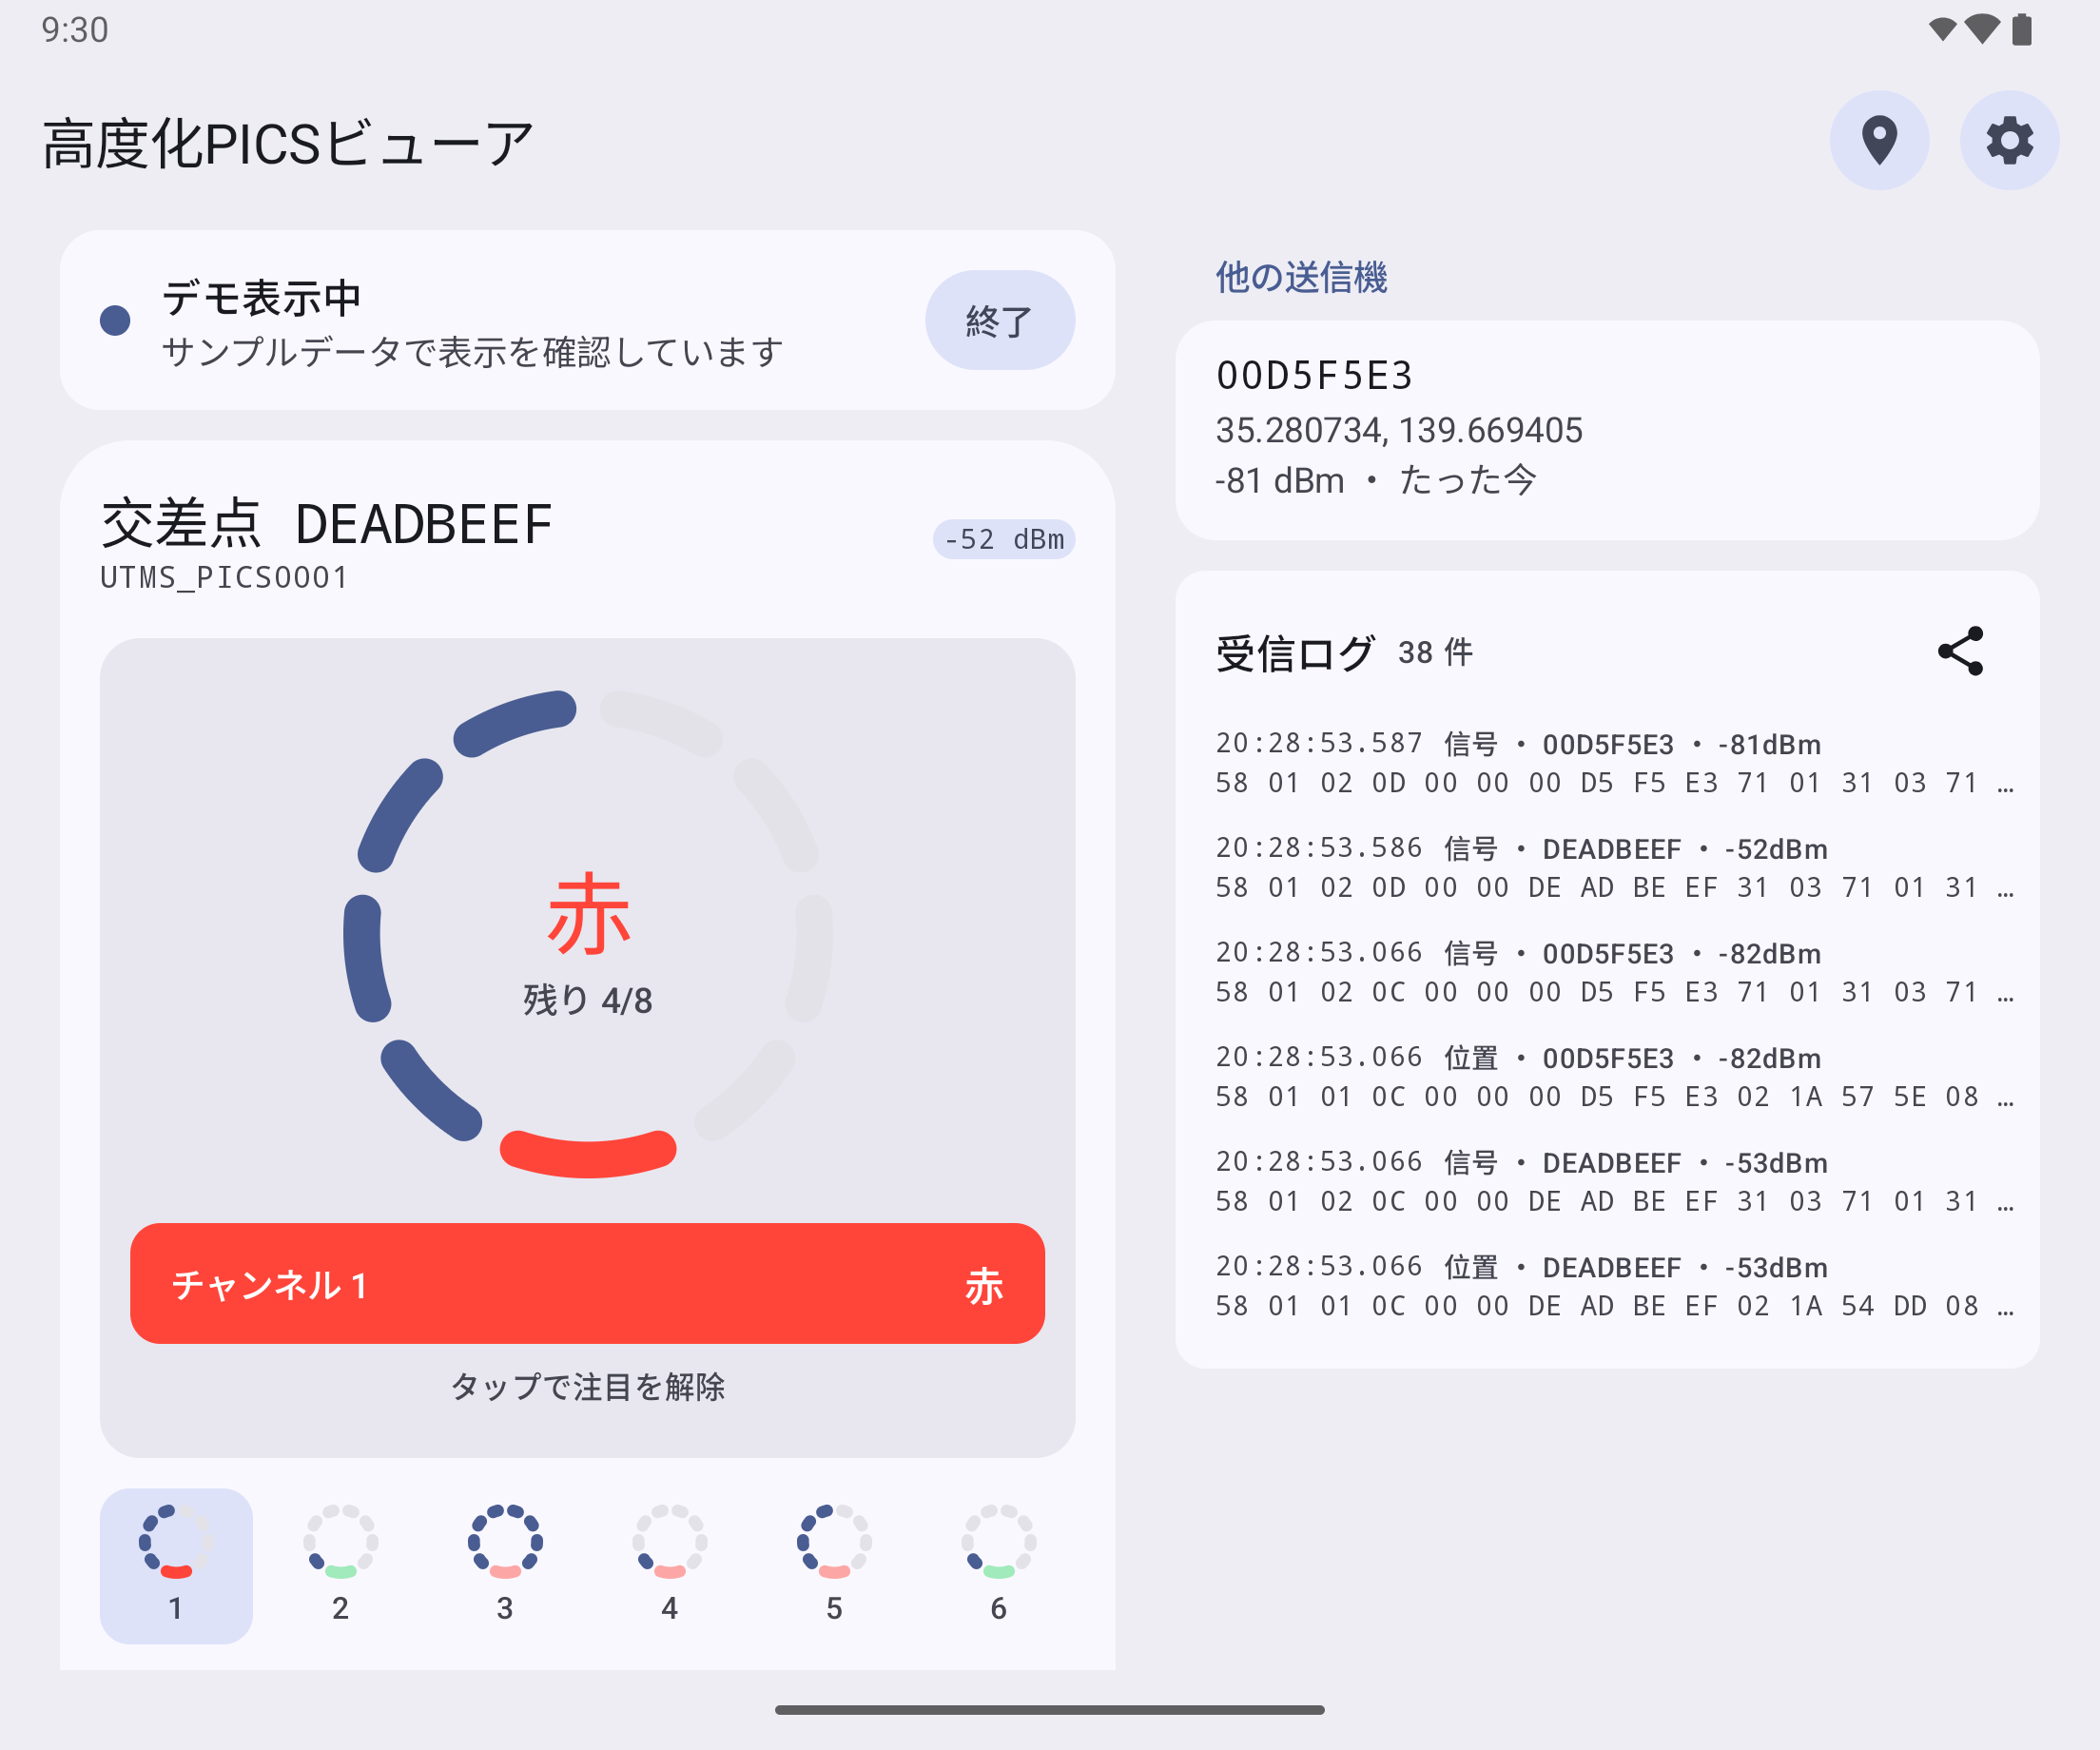 9:30
高度化PICSビューア
デモ表示中
サンプルデータで表示を確認しています
終了
交差点 DEADBEEF
UTMS_PICS0001
-52 dBm
赤
残り 4/8
チャンネル 1
赤
タップで注目を解除
1
2
3
4
5
6
他の送信機
00D5F5E3
35.280734, 139.669405
-81 dBm ・ たった今
受信ログ 38 件
20:28:53.587 信号 ・ 00D5F5E3 ・ -81dBm
58 01 02 0D 00 00 00 D5 F5 E3 71 01 31 03 71 …
20:28:53.586 信号 ・ DEADBEEF ・ -52dBm
58 01 02 0D 00 00 DE AD BE EF 31 03 71 01 31 …
20:28:53.066 信号 ・ 00D5F5E3 ・ -82dBm
58 01 02 0C 00 00 00 D5 F5 E3 71 01 31 03 71 …
20:28:53.066 位置 ・ 00D5F5E3 ・ -82dBm
58 01 01 0C 00 00 00 D5 F5 E3 02 1A 57 5E 08 …
20:28:53.066 信号 ・ DEADBEEF ・ -53dBm
58 01 02 0C 00 00 DE AD BE EF 31 03 71 01 31 …
20:28:53.066 位置 ・ DEADBEEF ・ -53dBm
58 01 01 0C 00 00 DE AD BE EF 02 1A 54 DD 08 …